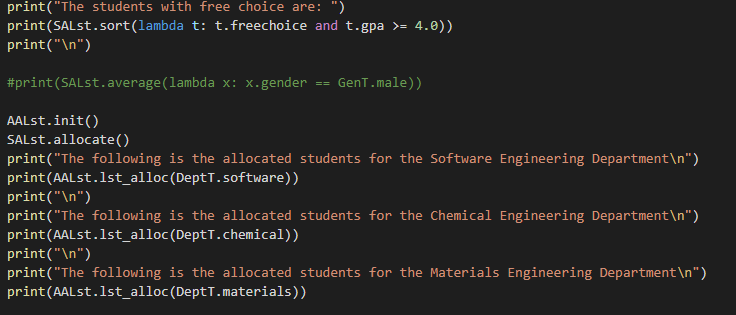 print("The students with free choice are: ")
print(SALst.sort(lambda t: t.freechoice and t.gpa >= 4.0))
print("\n")
#print(SALst.average(lambda x: x.gender == GenT.male))
AALst.init()
SALst.allocate()
print("The following is the allocated students for the Software Engineering Department\n")
print(AALst.lst_alloc(DeptT.software))
print("\n")
print("The following is the allocated students for the Chemical Engineering Department\n")
print(AALst.lst_alloc(DeptT.chemical))
print("\n")
print("The following is the allocated students for the Materials Engineering Department\n")
print(AALst.lst_alloc(DeptT.materials))